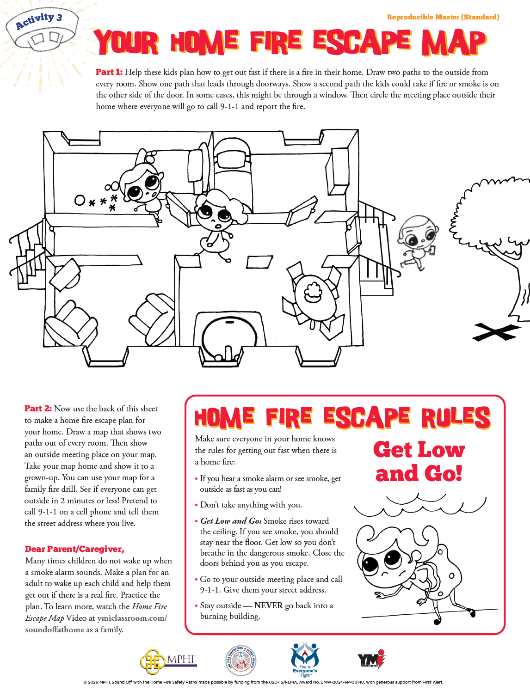 Activity 3
Reproducible Master (Standard)
YOUR HOME FIRE ESCAPE MAP
Part 1: Help these kids plan how to get out fast if there is a fire in their home. Draw two paths to the outside from
every room. Show one path that leads through doorways. Show a second path the kids could take if fire or smoke is on
the other side of the door. In some cases, this might be through a window. Then circle the meeting place outside their
home where everyone will go to call 9-1-1 and report the fire.
Part 2: Now use the back of this sheet
to make a home fire escape plan for
your home. Draw a map that shows two
paths out of every room. Then show
an outside meeting place on your map.
Take your map home and show it to a
grown-up. You can use your map for a
family fire drill. See if everyone can get
outside in 2 minutes or less! Pretend to
call 9-1-1 on a cell phone and tell them
the street address where you live.
Dear Parent/Caregiver,
Many times children do not wake up when
a smoke alarm sounds. Make a plan for an
adult to wake up each child and help them
get out if there is a real fire. Practice the
plan. To learn more, watch the Home Fire
Escape Map Video at ymiclassroom.com/
soundoffathome as a family.
HOME FIRE ESCAPE RULES
Make sure everyone in your home knows
the rules for getting out fast when there is
a home fire:
• If you hear a smoke alarm or see smoke, get
outside as fast as you can!
• Don't take anything with you.
• Get Low and Go! Smoke rises toward
the ceiling. If you see smoke, you should
stay near the floor. Get low so you don't
breathe in the dangerous smoke. Close the
doors behind you as you escape.
• Go to your outside meeting place and call
9-1-1. Give them your street address.
• Stay outside — NEVER go back into a
burning building.
Get Low
and Go!
MPHI
Fire is
Everyone's
Fight
YMI